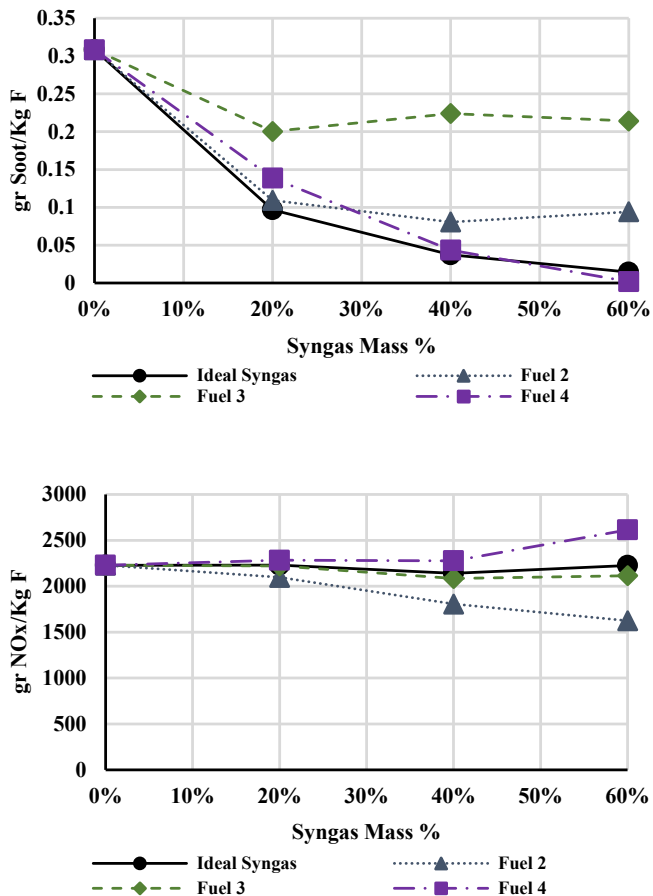 0.35
0.3
0.25
0.2
0.15
0.1
0.05
0
gr Soot/Kg F
0% 10% 20% 30% 40% 50% 60%
Syngas Mass %
Ideal Syngas Fuel 2
Fuel 3 Fuel 4
3000
2500
2000
1500
1000
500
0
gr NOx/Kg F
0% 10% 20% 30% 40% 50% 60%
Syngas Mass %
Ideal Syngas Fuel 2
Fuel 3 Fuel 4